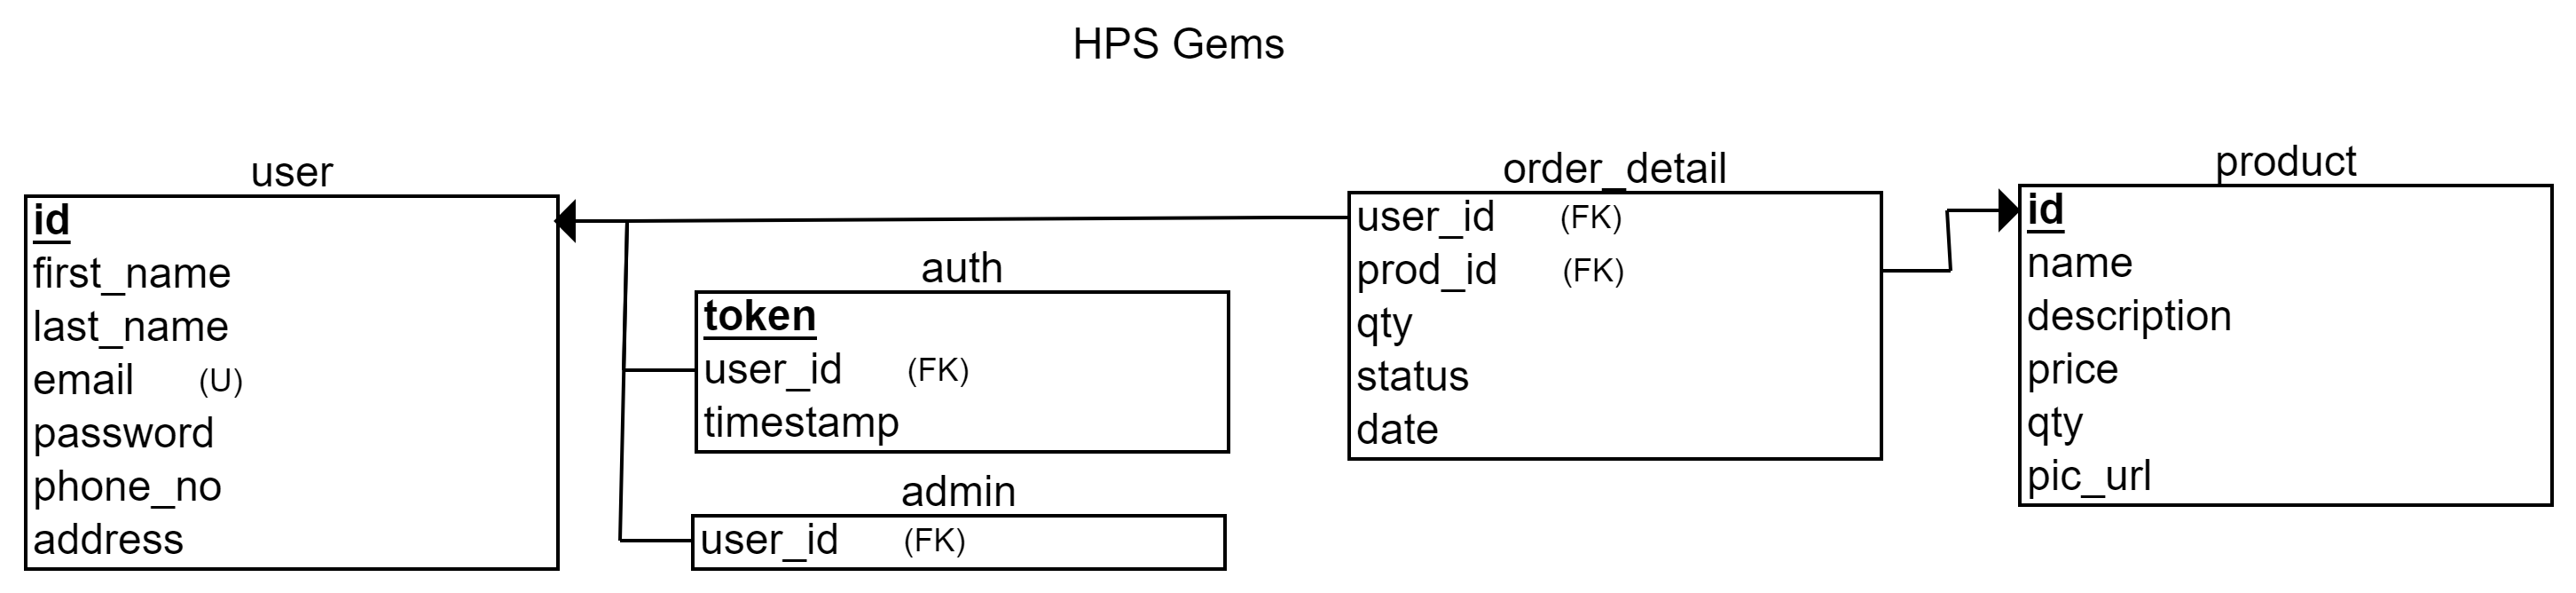 HPS Gems
user
id
first_name
last_name
email (U)
password
phone_no
address
auth
token
user_id (FK)
timestamp
admin
user_id (FK)
order_detail
user_id (FK)
prod_id (FK)
qty
status
date
product
id
name
description
price
qty
pic_url